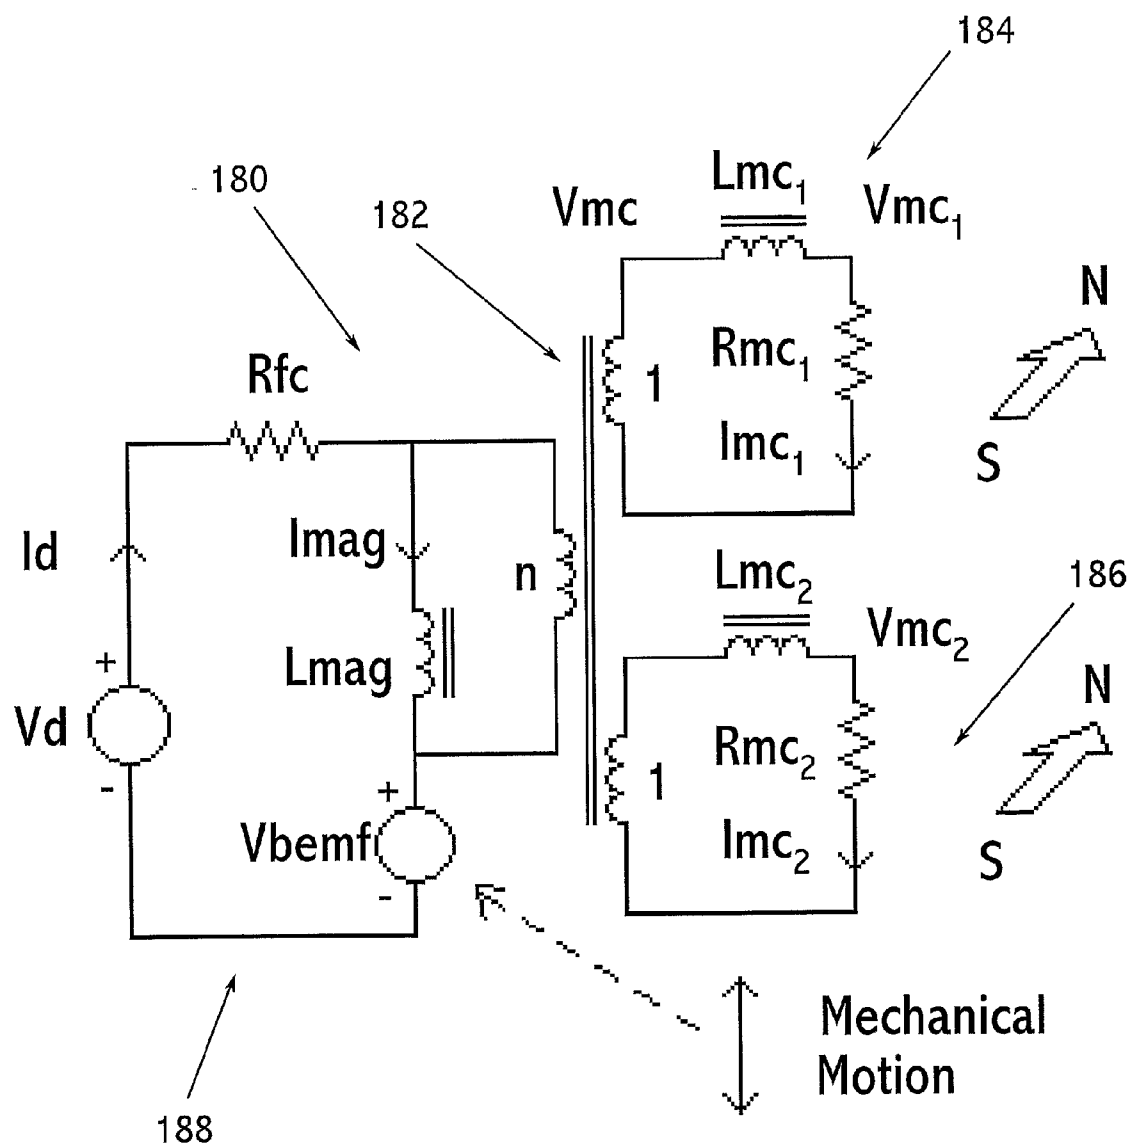 184
180
182
Vmc
Lmc1
Vmc1
N
Rfc
Rmc1
1
Imc1
S
Id
Imag
n
Lmc2
186
Vmc2
+
Lmag
N
Vd
Rmc2
1
-
+
Vbemf
Imc2
S
-
Mechanical
Motion
188